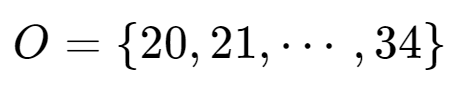 O = {20, 21, ⋯ , 34}